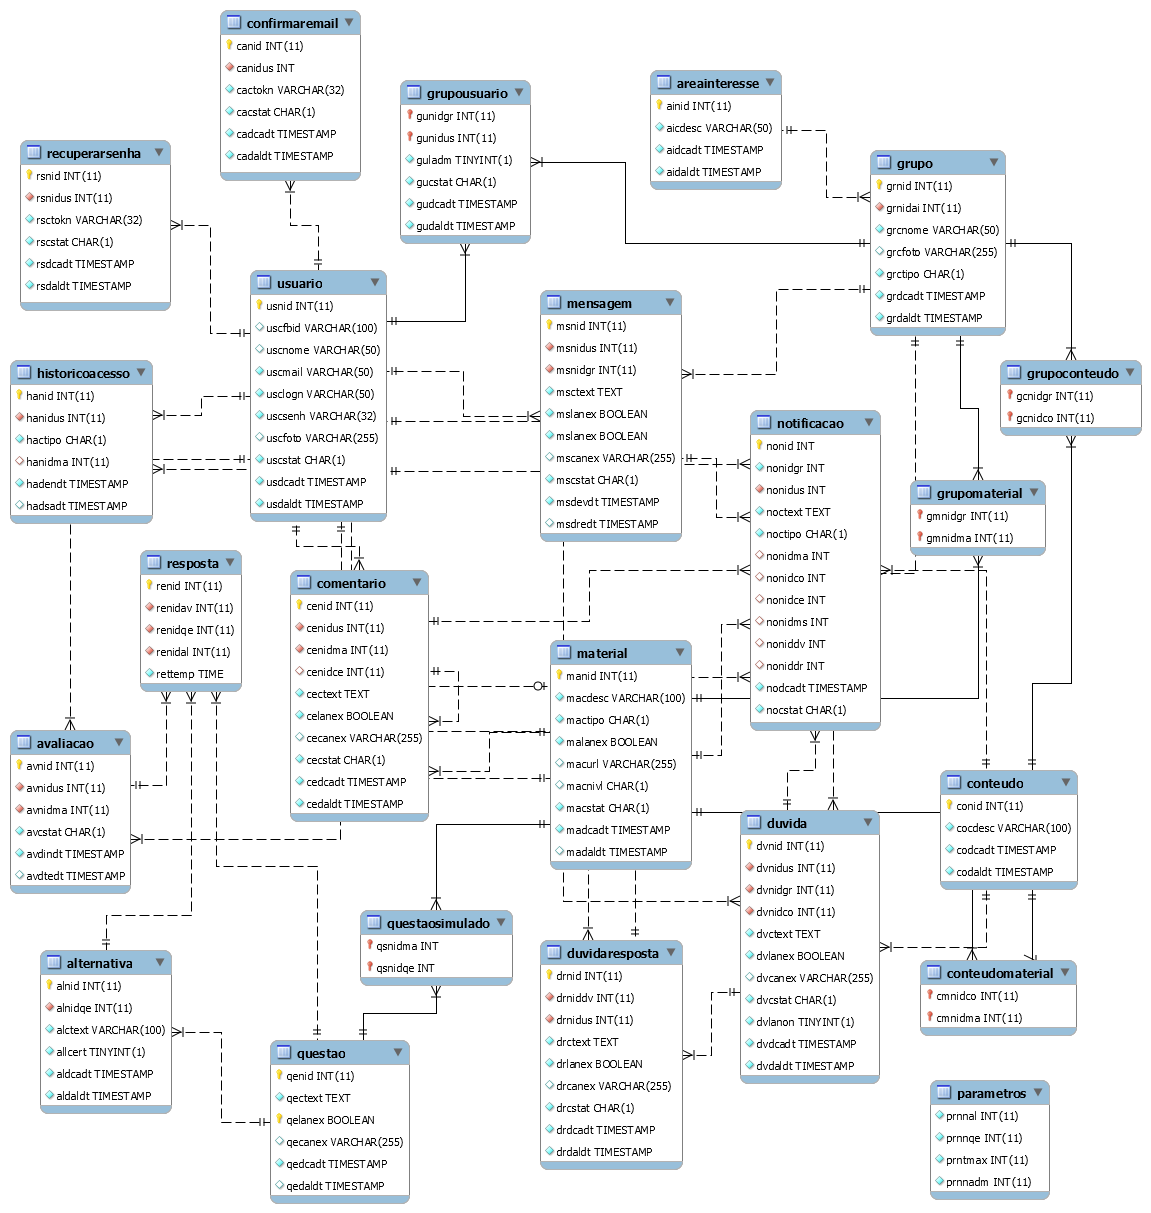 confirmaremail
canid INT(11)
canidus INT
cactokn VARCHAR(32)
cacstat CHAR(1)
cadcadt TIMESTAMP
cadaldt TIMESTAMP
grupousuario
gunidgr INT(11)
gunidus INT(11)
guladm TINYINT(1)
gucstat CHAR(1)
gudcadt TIMESTAMP
gudaldt TIMESTAMP
areainteresse
ainid INT(11)
aicdesc VARCHAR(50)
aidcadt TIMESTAMP
aidaldt TIMESTAMP
recuperarsenha
rsnid INT(11)
rsnidus INT(11)
rsctokn VARCHAR(32)
rscstat CHAR(1)
rsdcadt TIMESTAMP
rsdaldt TIMESTAMP
grupo
grnid INT(11)
grnidai INT(11)
grcnome VARCHAR(50)
grcfoto VARCHAR(255)
grctipo CHAR(1)
grdcadt TIMESTAMP
grdaldt TIMESTAMP
usuario
usnid INT(11)
uscfbid VARCHAR(100)
uscnome VARCHAR(50)
uscmail VARCHAR(50)
usclogn VARCHAR(50)
uscsenh VARCHAR(32)
uscfoto VARCHAR(255)
uscstat CHAR(1)
usdcadt TIMESTAMP
usdaldt TIMESTAMP
mensagem
msnid INT(11)
msnidus INT(11)
msnidgr INT(11)
msctext TEXT
mslanex BOOLEAN
mslanex BOOLEAN
mscanex VARCHAR(255)
mscstat CHAR(1)
msdevdt TIMESTAMP
msdredt TIMESTAMP
historicoacesso
hanid INT(11)
hanidus INT(11)
hactipo CHAR(1)
hanidma INT(11)
hadendt TIMESTAMP
hadsadt TIMESTAMP
grupoconteudo
gcnidgr INT(11)
gcnidco INT(11)
notificacao
nonid INT
nonidgr INT
nonidus INT
noctext TEXT
noctipo CHAR(1)
nonidma INT
nonidco INT
nonidce INT
nonidms INT
noniddv INT
noniddr INT
nodcadt TIMESTAMP
nocstat CHAR(1)
grupomaterial
gmnidgr INT(11)
gmnidma INT(11)
resposta
renid INT(11)
renidav INT(11)
renidqe INT(11)
renidal INT(11)
rettemp TIME
comentario
cenid INT(11)
cenidus INT(11)
cenidma INT(11)
cenidce INT(11)
cectext TEXT
celanex BOOLEAN
cecanex VARCHAR(255)
cecstat CHAR(1)
cedcadt TIMESTAMP
cedaldt TIMESTAMP
material
manid INT(11)
macdesc VARCHAR(100)
mactipo CHAR(1)
malanex BOOLEAN
macurl VARCHAR(255)
macnivl CHAR(1)
macstat CHAR(1)
madcadt TIMESTAMP
madaldt TIMESTAMP
avaliacao
avnid INT(11)
avnidus INT(11)
avnidma INT(11)
avcstat CHAR(1)
avdindt TIMESTAMP
avdtedt TIMESTAMP
conteudo
conid INT(11)
cocdesc VARCHAR(100)
codcadt TIMESTAMP
codaldt TIMESTAMP
duvida
dvnid INT(11)
dvnidus INT(11)
dvnidgr INT(11)
dvnidco INT(11)
dvctext TEXT
dvlanex BOOLEAN
dvcanex VARCHAR(255)
dvcstat CHAR(1)
dvlanon TINYINT(1)
dvdcadt TIMESTAMP
dvdaldt TIMESTAMP
questaosimulado
qsnidma INT
qsnidqe INT
alternativa
alnid INT(11)
alnidqe INT(11)
alctext VARCHAR(100)
allcert TINYINT(1)
aldcadt TIMESTAMP
aldaldt TIMESTAMP
duvidaresposta
drnid INT(11)
drniddv INT(11)
drnidus INT(11)
drctext TEXT
drlanex BOOLEAN
drcanex VARCHAR(255)
drcstat CHAR(1)
drdcadt TIMESTAMP
drdaldt TIMESTAMP
conteudomaterial
cmnidco INT(11)
cmnidma INT(11)
questao
qenid INT(11)
qectext TEXT
qelanex BOOLEAN
qecanex VARCHAR(255)
qedcadt TIMESTAMP
qedaldt TIMESTAMP
parametros
prnnal INT(11)
prnnqe INT(11)
prntmax INT(11)
prnnadm INT(11)